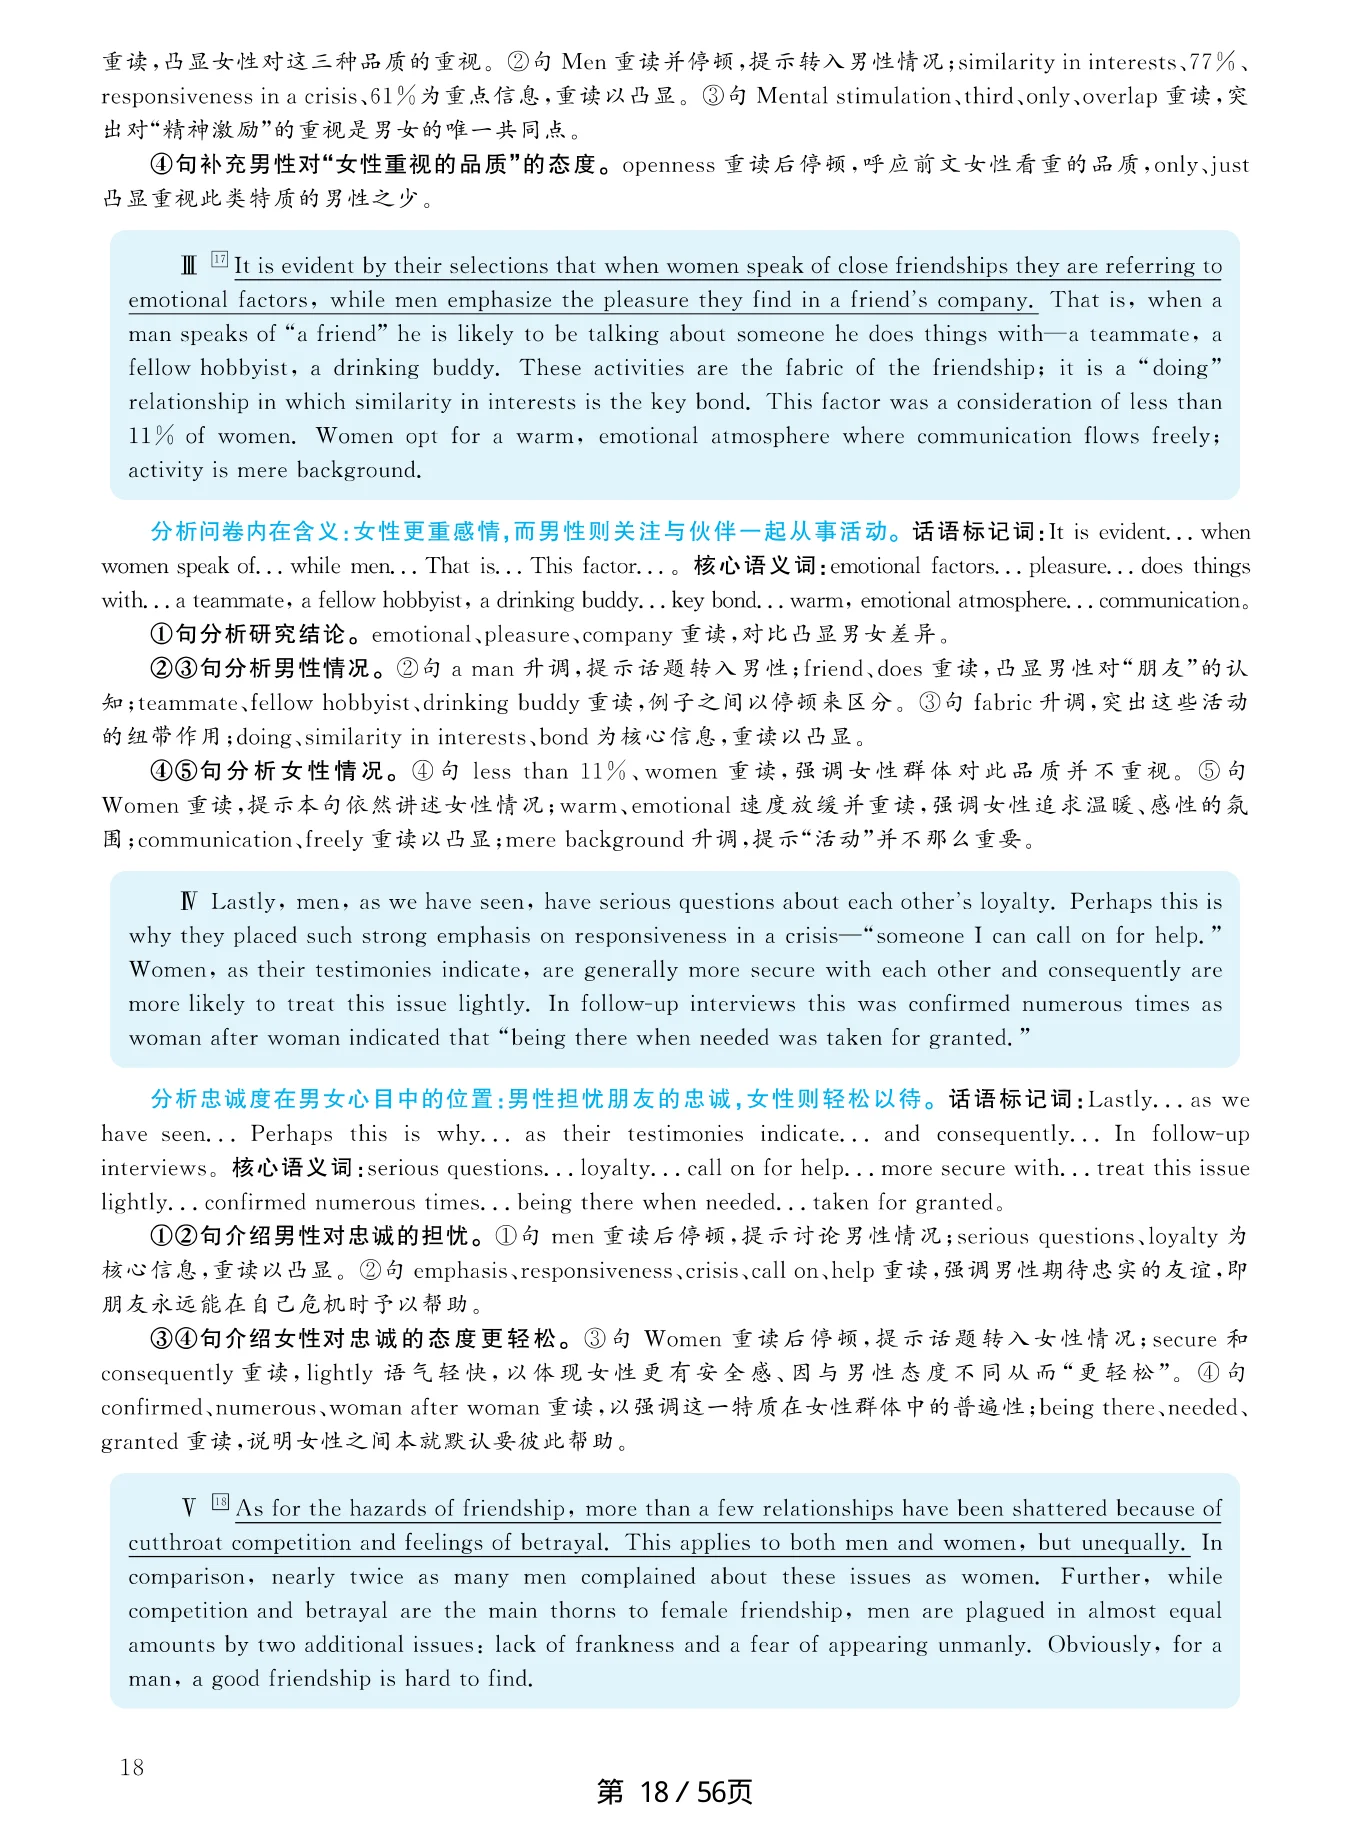 重读,凸显女性对这三种品质的重视。②句 Men 重读并停顿,提示转入男性情况;similarity in interests、77%、
responsiveness in a crisis、61%为重点信息,重读以凸显。③句 Mental stimulation、third、only、overlap 重读,突
出对“精神激励”的重视是男女的唯一共同点。
④句补充男性对“女性重视的品质”的态度。openness 重读后停顿,呼应前文女性看重的品质,only、just
凸显重视此类特质的男性之少。
Ⅲ [17] It is evident by their selections that when women speak of close friendships they are referring to
emotional factors, while men emphasize the pleasure they find in a friend's company. That is, when a
man speaks of “a friend” he is likely to be talking about someone he does things with—a teammate, a
fellow hobbyist, a drinking buddy. These activities are the fabric of the friendship; it is a “doing”
relationship in which similarity in interests is the key bond. This factor was a consideration of less than
11% of women. Women opt for a warm, emotional atmosphere where communication flows freely;
activity is mere background.
分析问卷内在含义:女性更重感情,而男性则关注与伙伴一起从事活动。话语标记词:It is evident... when
women speak of... while men... That is... This factor...。核心语义词:emotional factors... pleasure... does things
with... a teammate, a fellow hobbyist, a drinking buddy... key bond... warm, emotional atmosphere... communication。
①句分析研究结论。emotional、pleasure、company 重读,对比凸显男女差异。
②③句分析男性情况。②句 a man 升调,提示话题转入男性;friend、does 重读,凸显男性对“朋友”的认
知;teammate、fellow hobbyist、drinking buddy 重读,例子之间以停顿来区分。③句 fabric 升调,突出这些活动
的纽带作用;doing、similarity in interests、bond 为核心信息,重读以凸显。
④⑤句分析女性情况。④句 less than 11%、women 重读,强调女性群体对此品质并不重视。⑤句
Women 重读,提示本句依然讲述女性情况;warm、emotional 速度放缓并重读,强调女性追求温暖、感性的氛
围;communication、freely 重读以凸显;mere background 升调,提示“活动”并不那么重要。
Ⅳ Lastly, men, as we have seen, have serious questions about each other's loyalty. Perhaps this is
why they placed such strong emphasis on responsiveness in a crisis—“someone I can call on for help.”
Women, as their testimonies indicate, are generally more secure with each other and consequently are
more likely to treat this issue lightly. In follow-up interviews this was confirmed numerous times as
woman after woman indicated that “being there when needed was taken for granted.”
分析忠诚度在男女心目中的位置:男性担忧朋友的忠诚,女性则轻松以待。话语标记词:Lastly... as we
have seen... Perhaps this is why... as their testimonies indicate... and consequently... In follow-up
interviews。核心语义词:serious questions... loyalty... call on for help... more secure with... treat this issue
lightly... confirmed numerous times... being there when needed... taken for granted。
①②句介绍男性对忠诚的担忧。①句 men 重读后停顿,提示讨论男性情况;serious questions、loyalty 为
核心信息,重读以凸显。②句 emphasis、responsiveness、crisis、call on、help 重读,强调男性期待忠实的友谊,即
朋友永远能在自己危机时予以帮助。
③④句介绍女性对忠诚的态度更轻松。③句 Women 重读后停顿,提示话题转入女性情况;secure 和
consequently 重读,lightly 语气轻快,以体现女性更有安全感、因与男性态度不同从而“更轻松”。④句
confirmed、numerous、woman after woman 重读,以强调这一特质在女性群体中的普遍性;being there、needed、
granted 重读,说明女性之间本就默认要彼此帮助。
Ⅴ [18] As for the hazards of friendship, more than a few relationships have been shattered because of
cutthroat competition and feelings of betrayal. This applies to both men and women, but unequally. In
comparison, nearly twice as many men complained about these issues as women. Further, while
competition and betrayal are the main thorns to female friendship, men are plagued in almost equal
amounts by two additional issues: lack of frankness and a fear of appearing unmanly. Obviously, for a
man, a good friendship is hard to find.
18
第 18 / 56页